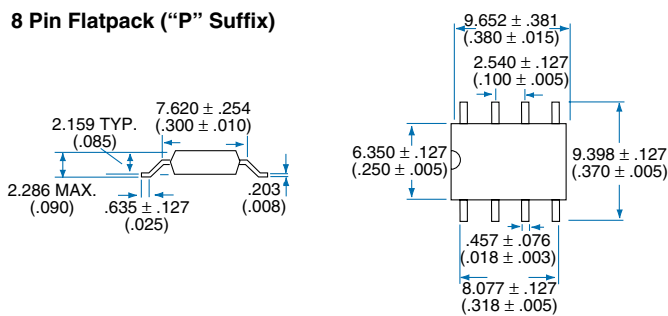 8 Pin Flatpack (“P” Suffix)
9.652 ± .381
(.380 ± .015)
2.540 ± .127
(.100 ± .005)
7.620 ± .254
(.300 ± .010)
2.159 TYP.
(.085)
2.286 MAX.
(.090)
.635 ± .127
(.025)
.203
(.008)
6.350 ± .127
(.250 ± .005)
9.398 ± .127
(.370 ± .005)
.457 ± .076
(.018 ± .003)
8.077 ± .127
(.318 ± .005)